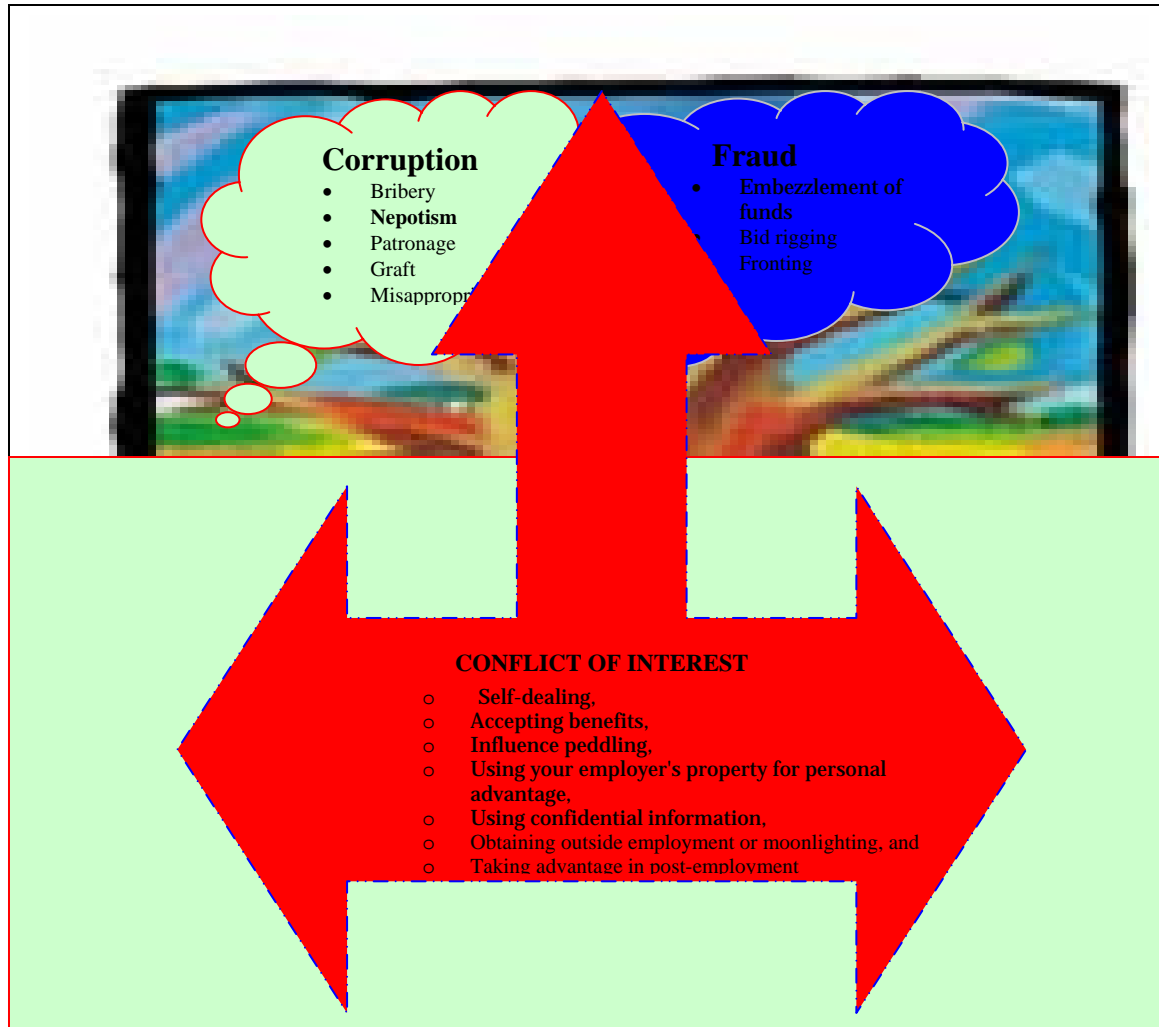 Corruption
• Bribery
• Nepotism
• Patronage
• Graft
• Misappropr
Fraud
• Embezzlement of
funds
Bid rigging
Fronting
CONFLICT OF INTEREST
o Self-dealing,
o Accepting benefits,
o Influence peddling,
o Using your employer's property for personal
advantage,
o Using confidential information,
o Obtaining outside employment or moonlighting, and
o Taking advantage in post-employment